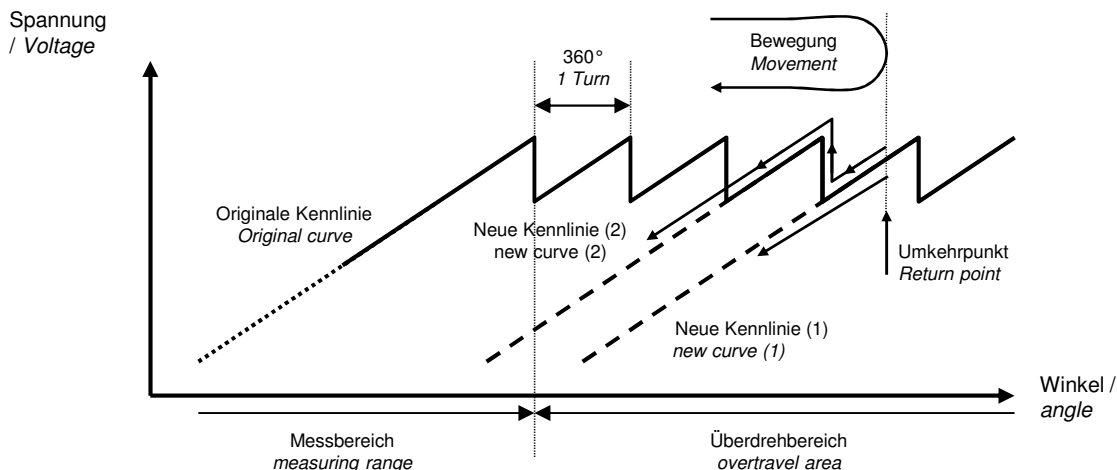 Spannung
/ Voltage
360°
1 Turn
Bewegung
Movement
Originale Kennlinie
Original curve
Neue Kennlinie (2)
new curve (2)
Umkehrpunkt
Return point
Neue Kennlinie (1)
new curve (1)
Winkel /
angle
Messbereich
measuring range
Überdrehbereich
overtravel area